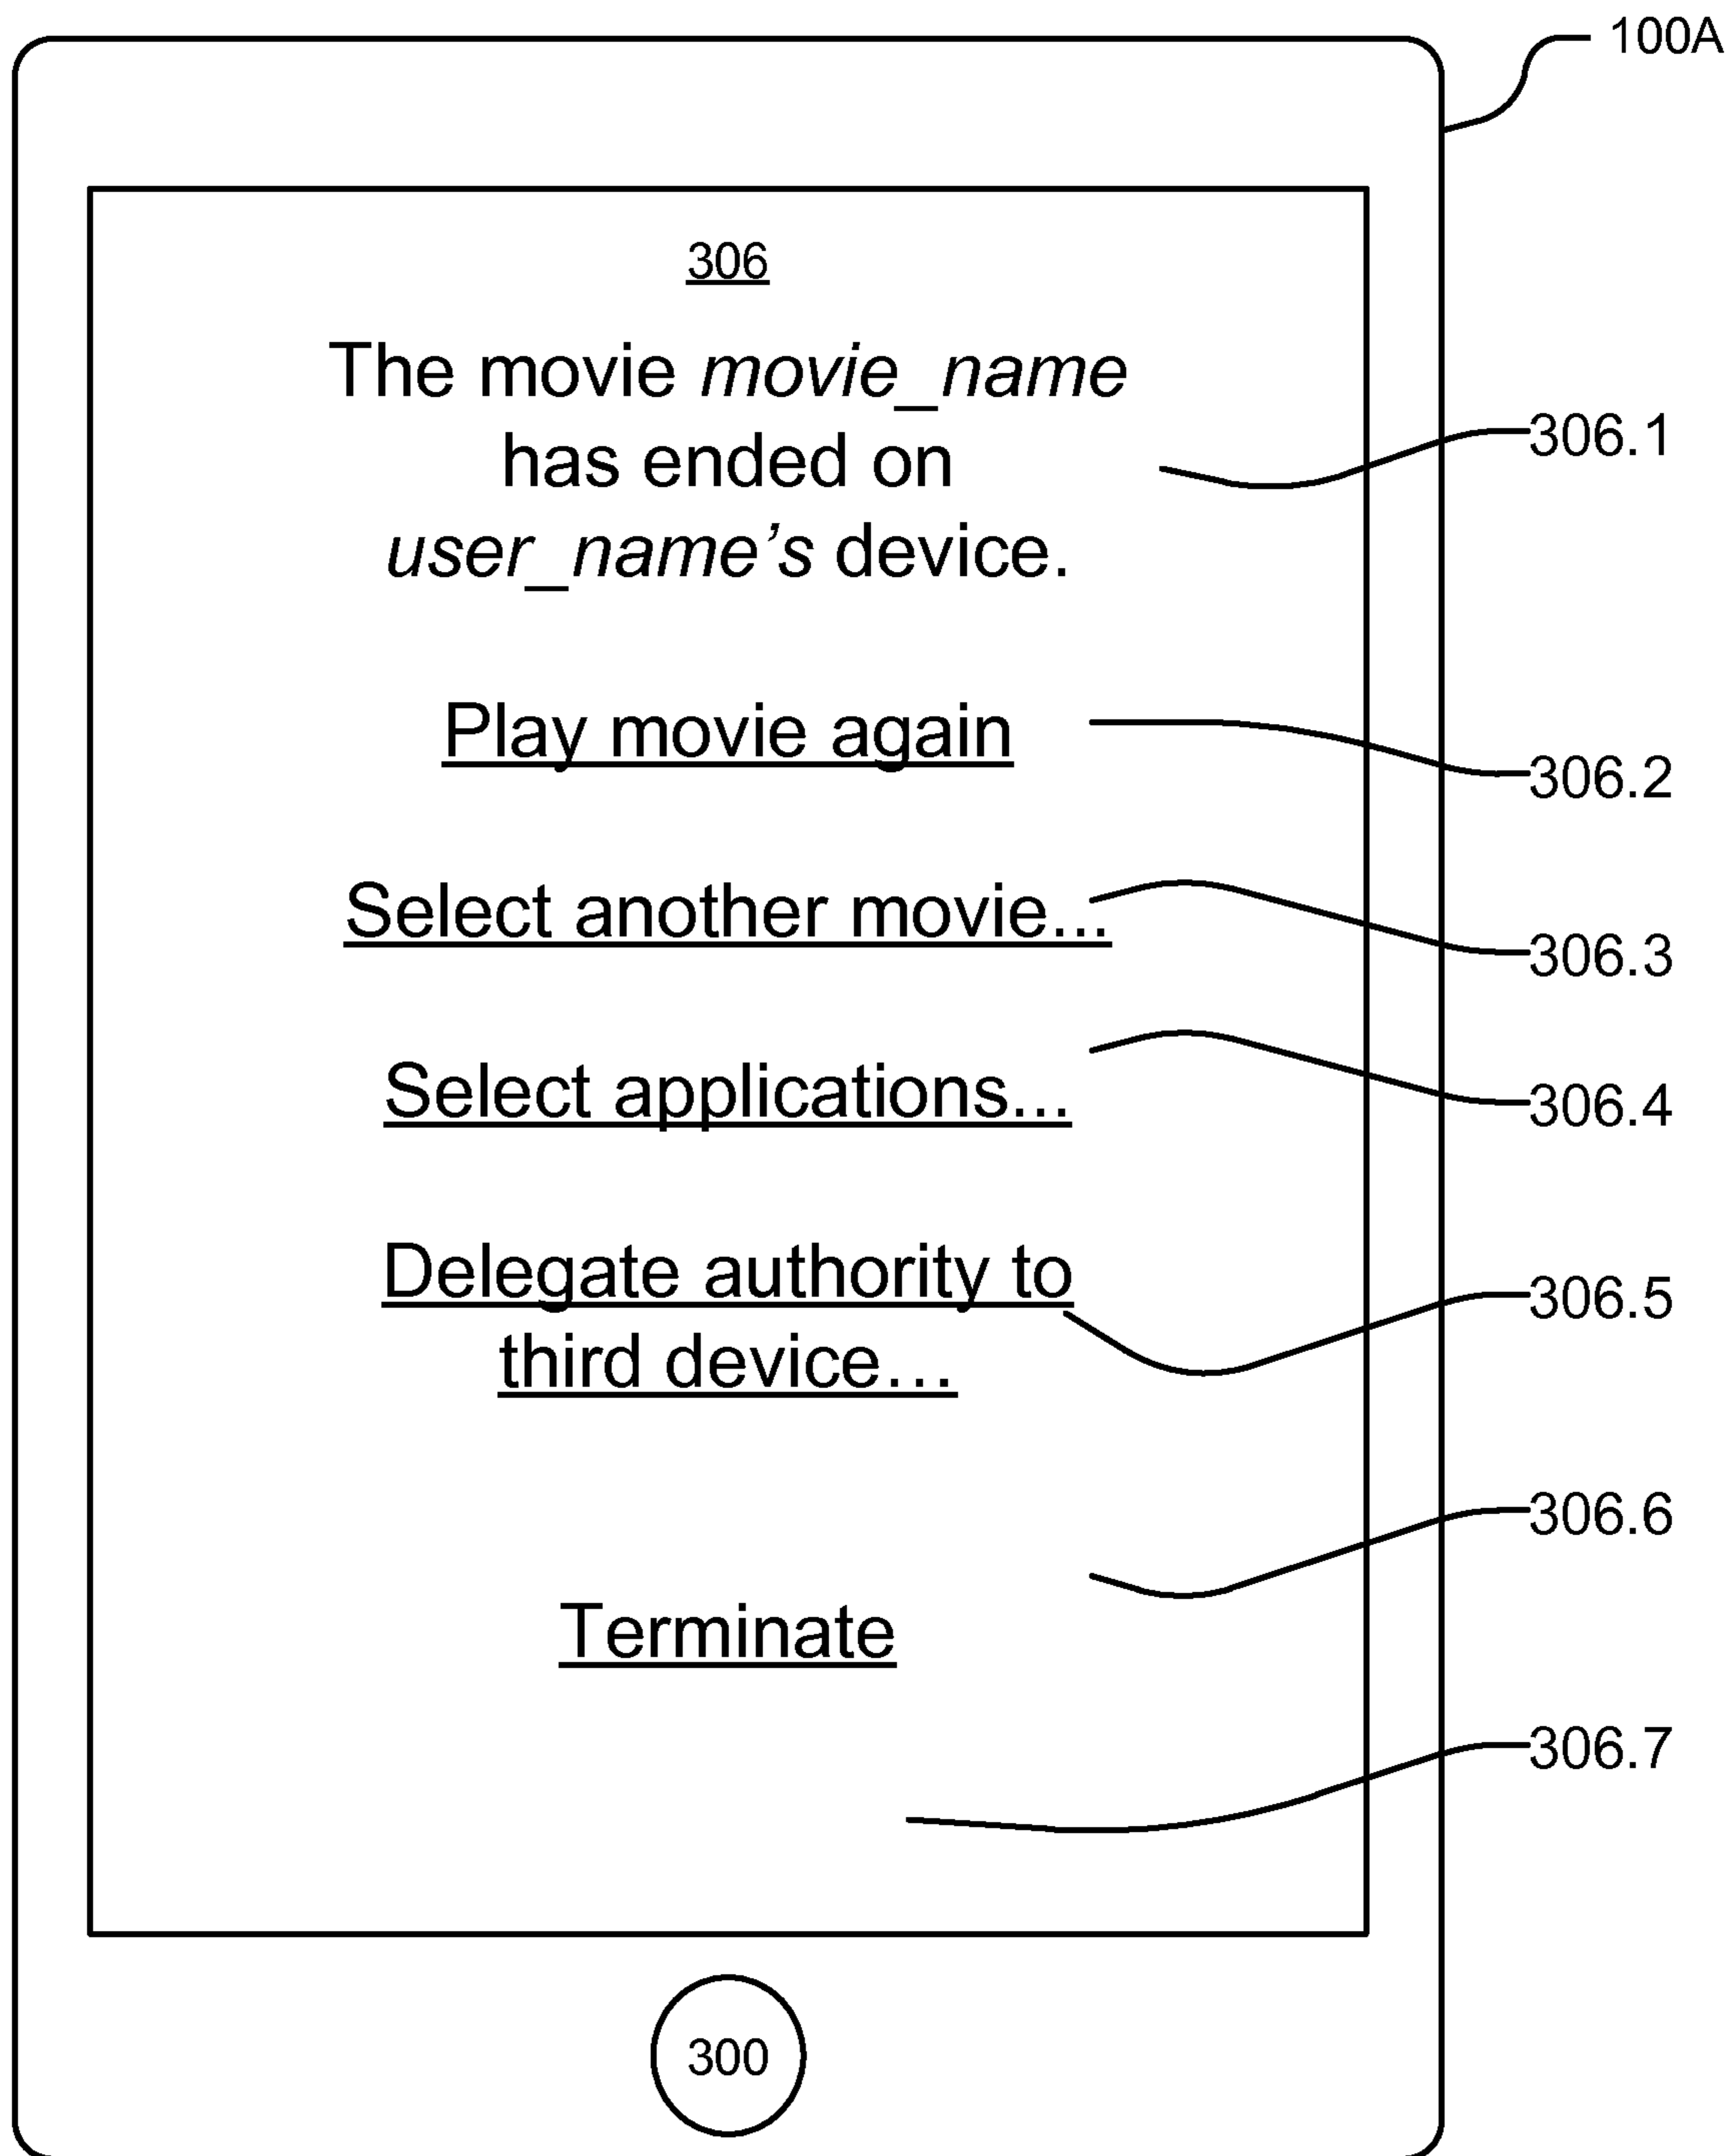 100A
306
The movie movie_name
has ended on
306.1
user_name’s device.
Play movie again
306.2
Select another movie...
306.3
Select applications...
306.4
Delegate authority to
306.5
third device...
306.6
Terminate
306.7
300